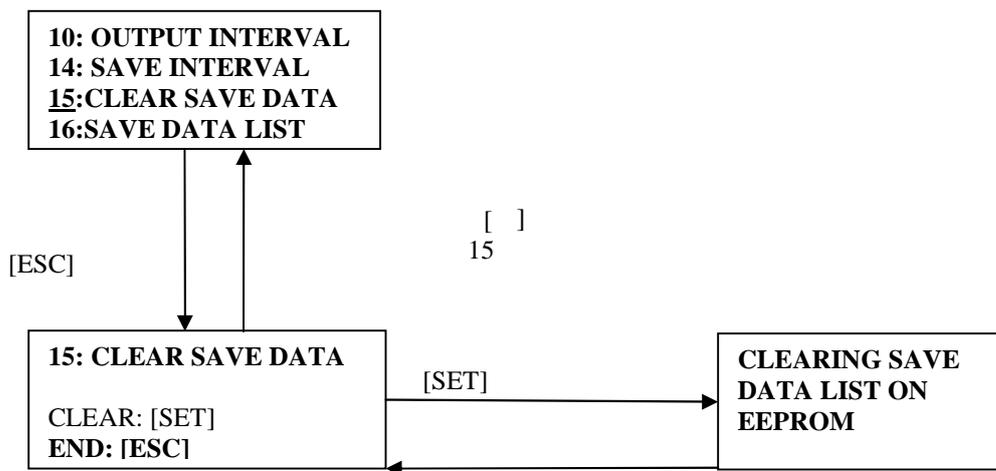 10: OUTPUT INTERVAL
14: SAVE INTERVAL
15:CLEAR SAVE DATA
16:SAVE DATA LIST
[ ]
15
[ESC]
15: CLEAR SAVE DATA
CLEAR: [SET]
END: [ESC]
[SET]
CLEARING SAVE
DATA LIST ON
EEPROM